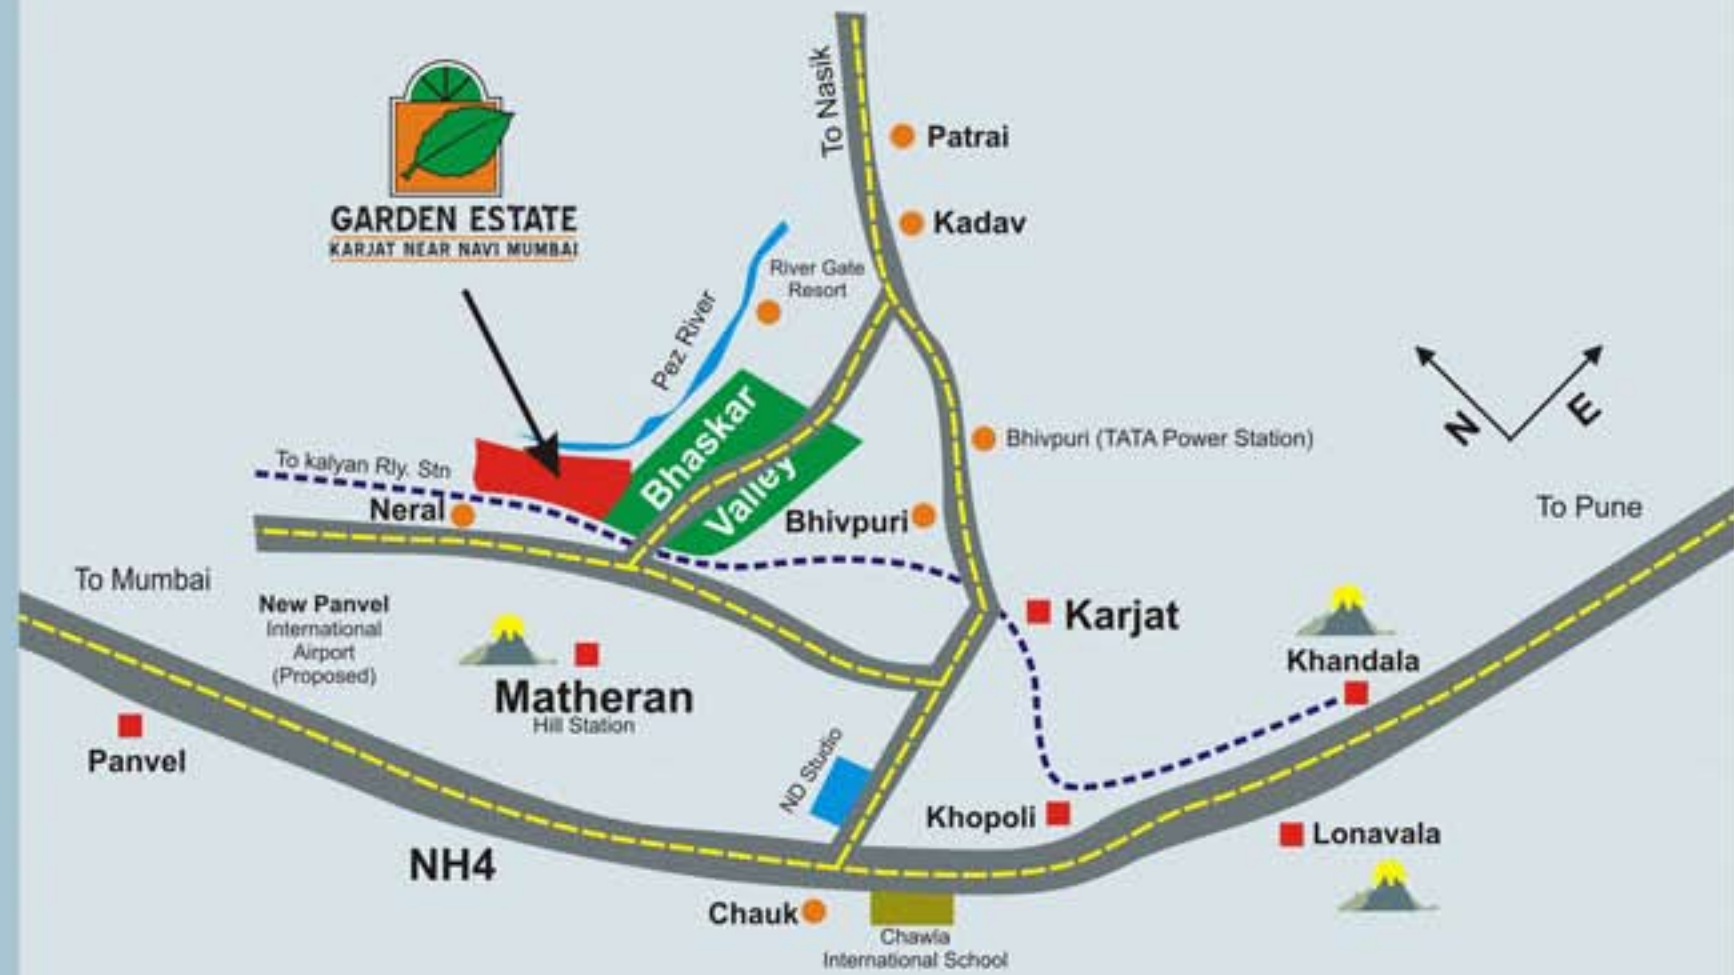 To Nasik
Patrai
Kadav
GARDEN ESTATE
KARJAT NEAR NAVI MUMBAI
River Gate
Resort
Pez River
Bhaskar
Valley
Bhivpuri (TATA Power Station)
N
E
To kalyan Rly. Stn
Neral
Bhivpuri
To Pune
To Mumbai
New Panvel
International
Airport
(Proposed)
Karjat
Khandala
Matheran
Hill Station
Panvel
ND Studio
Khopoli
Lonavala
NH4
Chauk
Chawla
International School